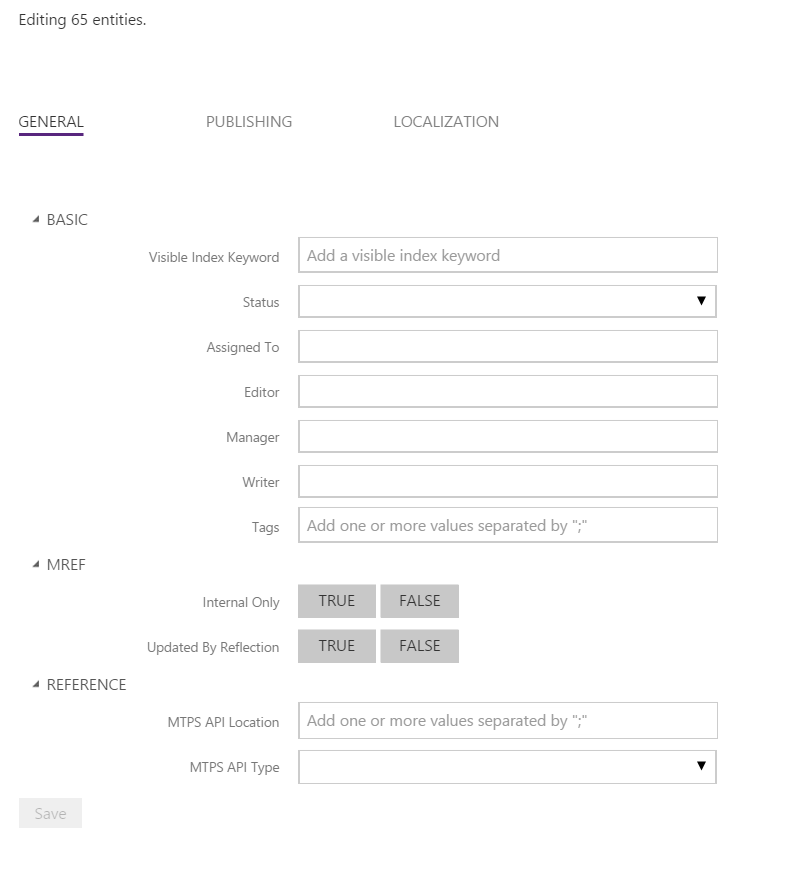 Editing 65 entities.
GENERAL PUBLISHING LOCALIZATION
BASIC
Visible Index Keyword Add a visible index keyword
Status
Assigned To
Editor
Manager
Writer
Tags Add one or more values separated by ";"
MREF
Internal Only TRUE FALSE
Updated By Reflection TRUE FALSE
REFERENCE
MTPS API Location Add one or more values separated by ";"
MTPS API Type
Save